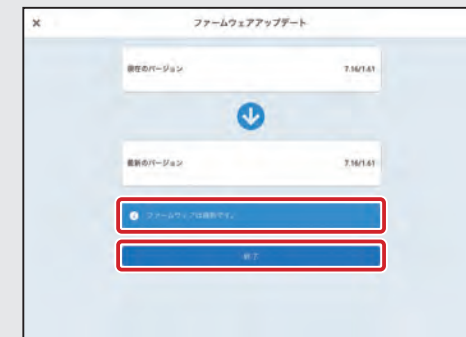 ×
ファームウェアアップデート
現在のバージョン 7.16/1.61
最新のバージョン 7.16/1.61
ファームウェアは最新です。
終了